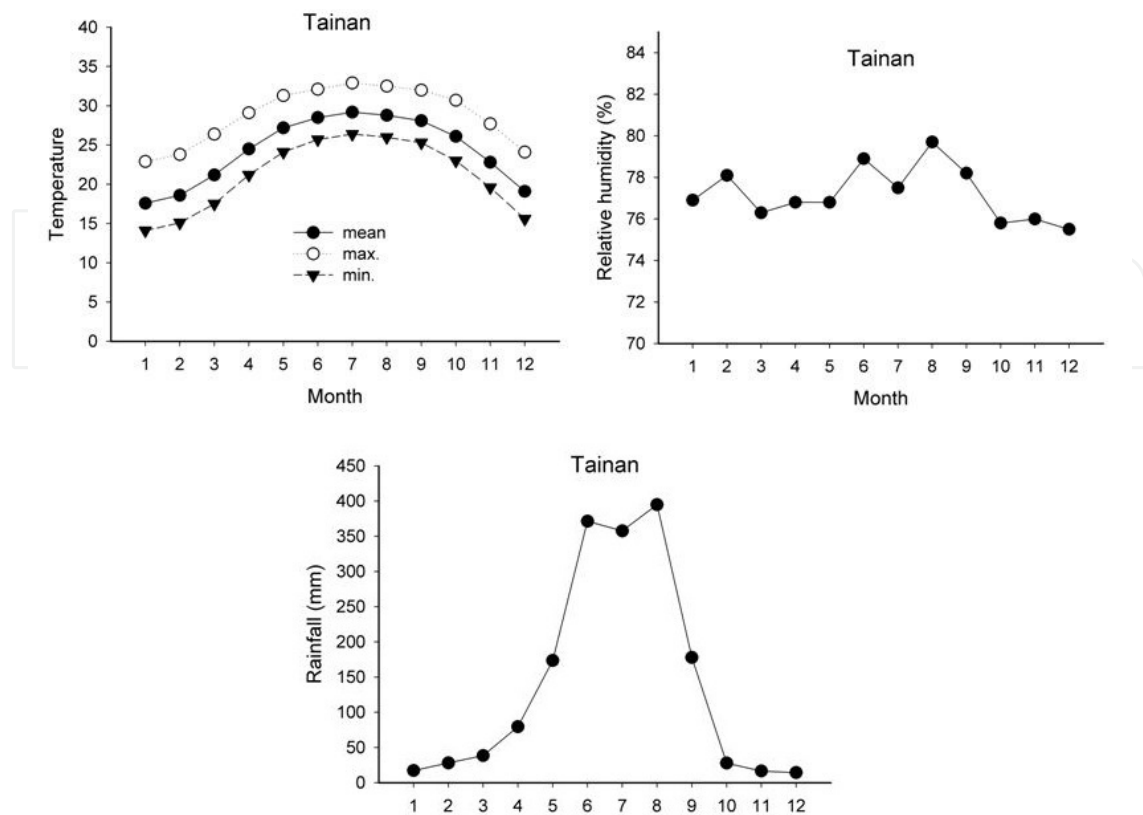 Tainan
Temperature
40
35
30
25
20
15
10
5
0
mean
max.
min.
1 2 3 4 5 6 7 8 9 10 11 12
Month
Tainan
Relative humidity (%)
84
82
80
78
76
74
72
70
1 2 3 4 5 6 7 8 9 10 11 12
Month
Tainan
Rainfall (mm)
450
400
350
300
250
200
150
100
50
0
1 2 3 4 5 6 7 8 9 10 11 12